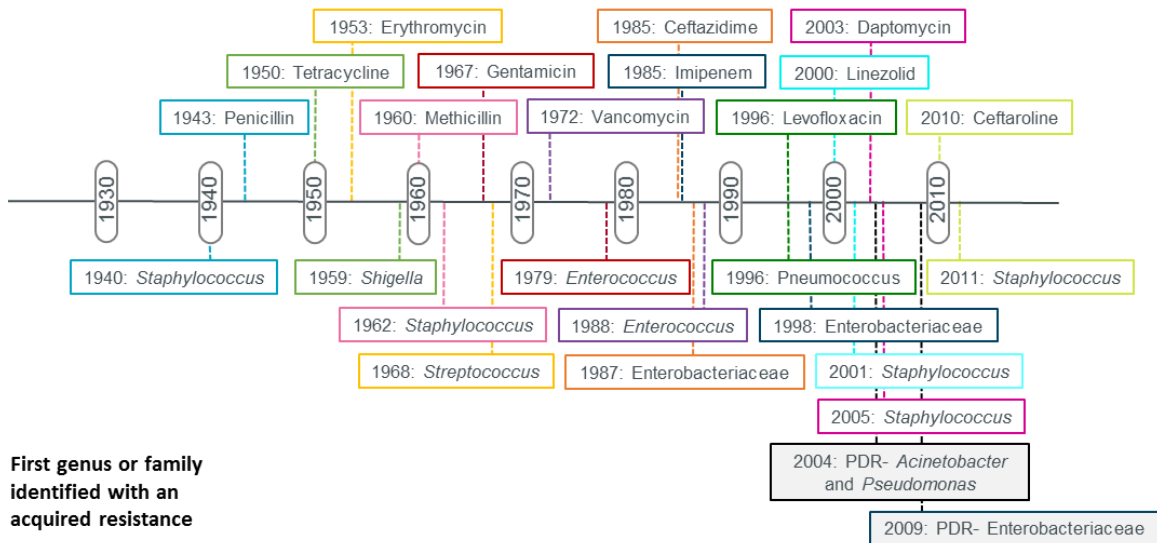 1953: Erythromycin
1985: Ceftazidime
2003: Daptomycin
1950: Tetracycline
1967: Gentamicin
1985: Imipenem
2000: Linezolid
1943: Penicillin
1960: Methicillin
1972: Vancomycin
1996: Levofloxacin
2010: Ceftaroline
1930
1940
1950
1960
1970
1980
1990
2000
2010
1940: Staphylococcus
1959: Shigella
1979: Enterococcus
1996: Pneumococcus
2011: Staphylococcus
1962: Staphylococcus
1988: Enterococcus
1998: Enterobacteriaceae
1968: Streptococcus
1987: Enterobacteriaceae
2001: Staphylococcus
2005: Staphylococcus
2004: PDR- Acinetobacter
and Pseudomonas
2009: PDR- Enterobacteriaceae
First genus or family
identified with an
acquired resistance